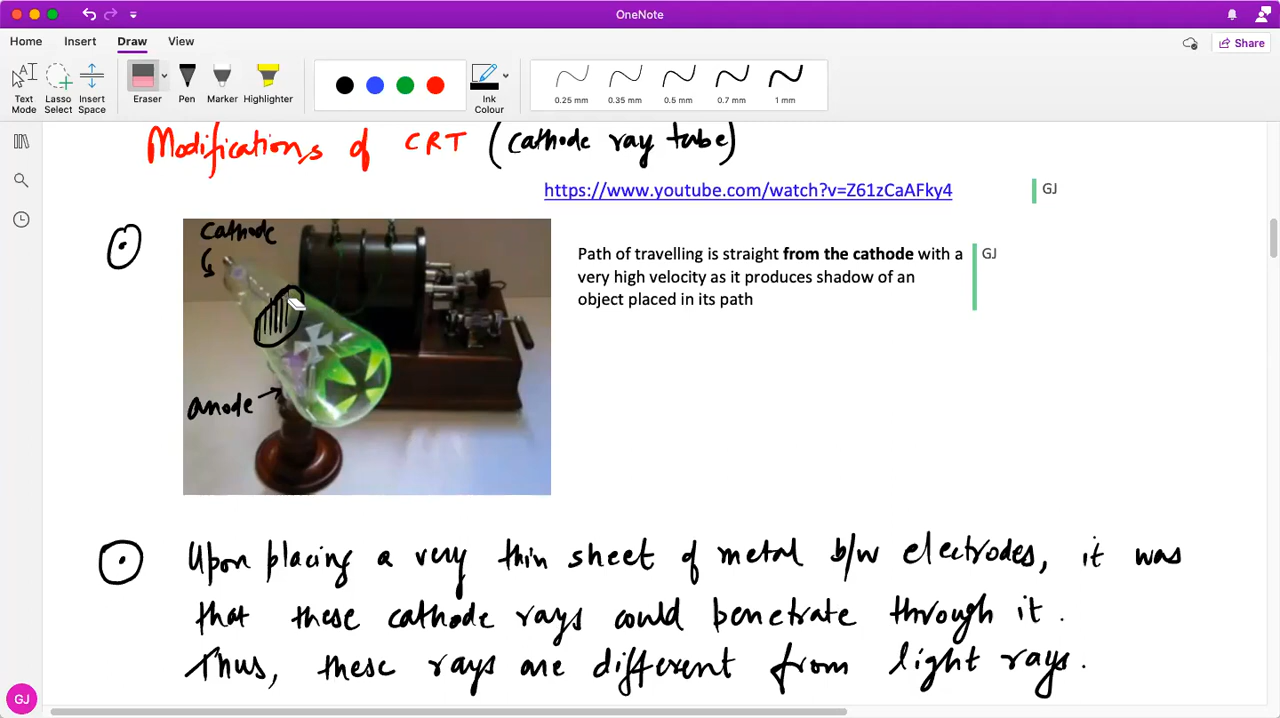 OneNote
Home Insert Draw View
Share
Text Mode
Lasso Select
Insert Space
Eraser
Pen
Marker
Highlighter
Ink Colour
0.25 mm 0.35 mm 0.5 mm 0.7 mm 1 mm
Modifications of CRT (cathode ray tube)
https://www.youtube.com/watch?v=Z61zCaAFky4
GJ
cathode
anode
Path of travelling is straight from the cathode with a
very high velocity as it produces shadow of an
object placed in its path
GJ
Upon placing a very thin sheet of metal b/w electrodes, it was
that these cathode rays could penetrate through it.
Thus, these rays are different from light rays.
GJ